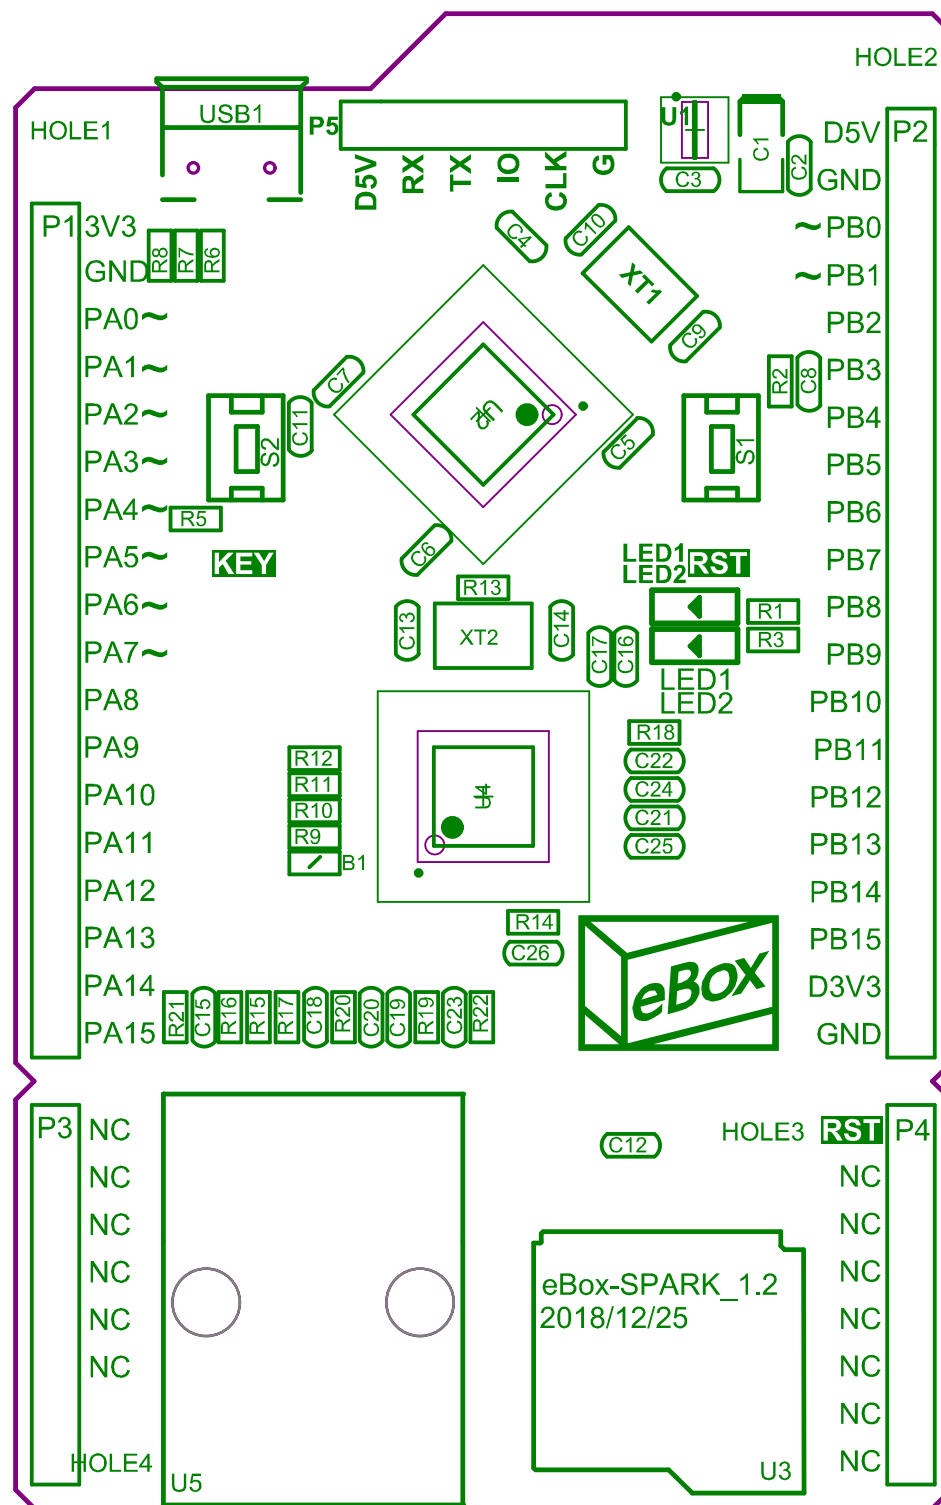 HOLE2
USB1
HOLE1
P5
D5V
RX
TX
IO
CLK
G
U1
C1
C2
C3
D5V
P2
GND
P1
3V3
GND
R8
R7
R6
C4
C10
XT1
C9
~PB0
~PB1
PB2
PB3
PB4
PB5
PB6
PB7
PB8
PB9
PB10
PB11
PB12
PB13
PB14
PB15
D3V3
GND
PA0~
PA1~
PA2~
PA3~
PA4~
PA5~
PA6~
PA7~
PA8
PA9
PA10
PA11
PA12
PA13
PA14
PA15
C7
C11
S2
R5
KEY
U2
C5
C6
R2
C8
S1
LED1
LED2
RST
R13
XT2
C13
C14
C17
C16
R1
R3
LED1
LED2
R18
C22
C24
C21
C25
R12
R11
R10
R9
B1
U4
R14
C26
eBox
R21
C15
R16
R15
R17
C18
R20
C20
C19
R19
C23
R22
P3
NC
NC
NC
NC
NC
NC
HOLE4
U5
C12
HOLE3
RST
P4
NC
NC
NC
NC
NC
NC
NC
eBox-SPARK_1.2
2018/12/25
U3